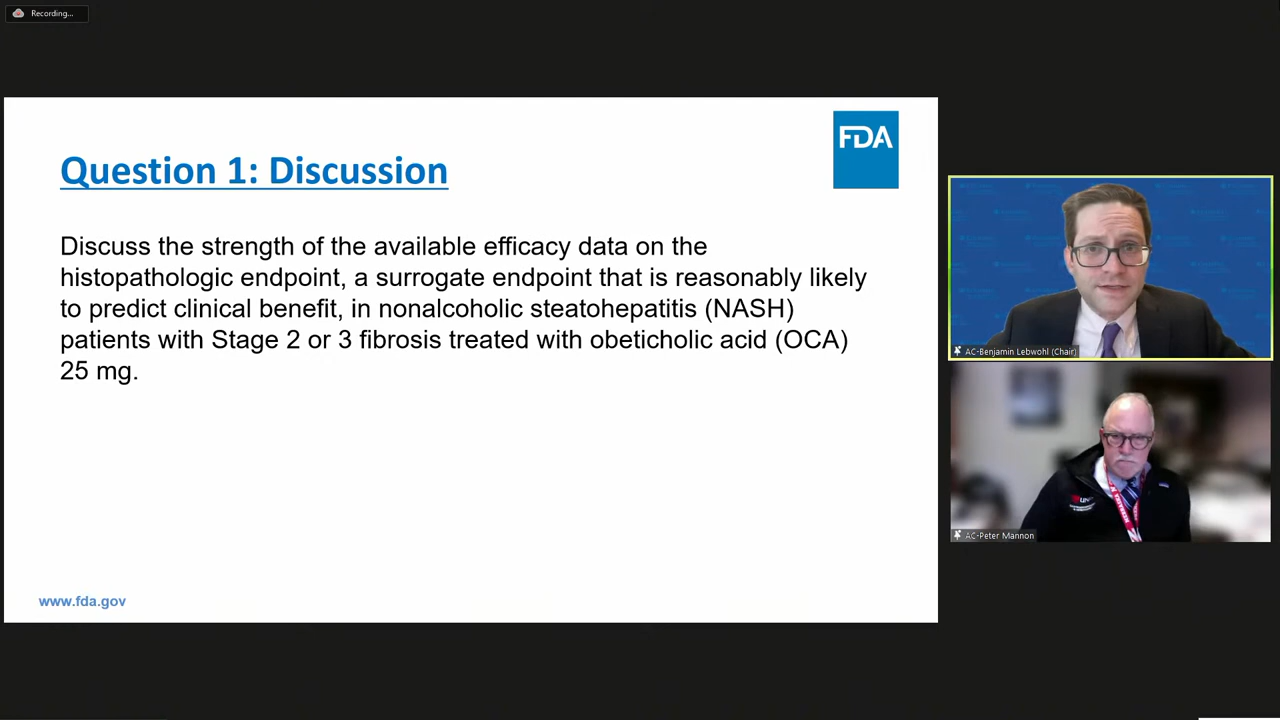 Recording...
FDA
Question 1: Discussion
Discuss the strength of the available efficacy data on the
histopathologic endpoint, a surrogate endpoint that is reasonably likely
to predict clinical benefit, in nonalcoholic steatohepatitis (NASH)
patients with Stage 2 or 3 fibrosis treated with obeticholic acid (OCA)
25 mg.
www.fda.gov
AC-Benjamin Lebwohl (Chair)
AC-Peter Mannon